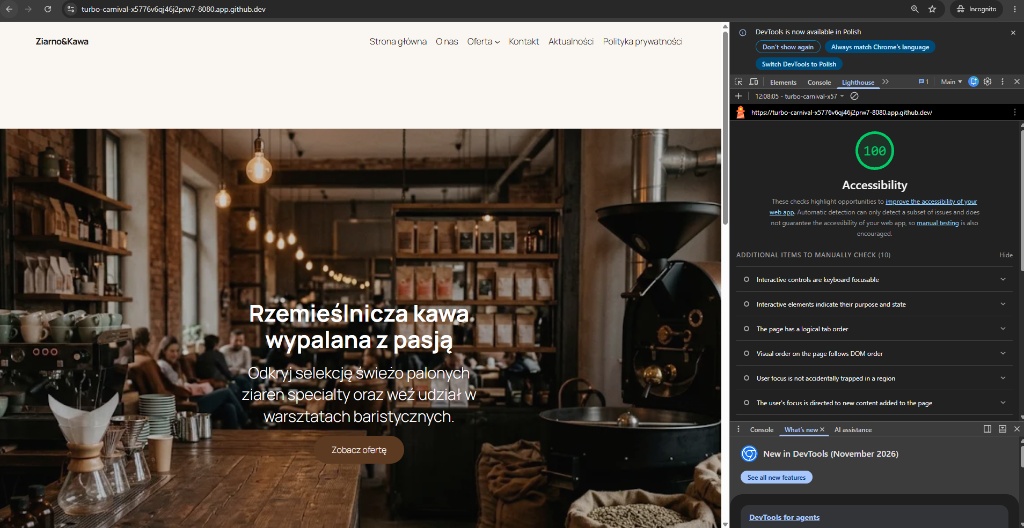 turbo-carnival-x5776v6qj46j2prw7-8080.app.github.dev
Incognito
Ziarno&Kawa
Strona główna O nas Oferta Kontakt Aktualności Polityka prywatności
Rzemieślnicza kawa
wypalana z pasją
Odkryj selekcję świeżo palonych
ziaren specialty oraz weź udział w
warsztatach baristycznych.
Zobacz ofertę
DevTools is now available in Polish
Don't show again Always match Chrome's language
Switch DevTools to Polish
Elements Console Lighthouse 1 Main
12:08:05 - turbo-carnival-x57
https://turbo-carnival-x5776v6qj46j2prw7-8080.app.github.dev/
100
Accessibility
These checks highlight opportunities to improve the accessibility of your
web app. Automatic detection can only detect a subset of issues and does
not guarantee the accessibility of your web app, so manual testing is also
encouraged.
ADDITIONAL ITEMS TO MANUALLY CHECK (10) Hide
Interactive controls are keyboard focusable
Interactive elements indicate their purpose and state
The page has a logical tab order
Visual order on the page follows DOM order
User focus is not accidentally trapped in a region
The user's focus is directed to new content added to the page
Console What's new AI assistance
New in DevTools (November 2026)
See all new features
DevTools for agents